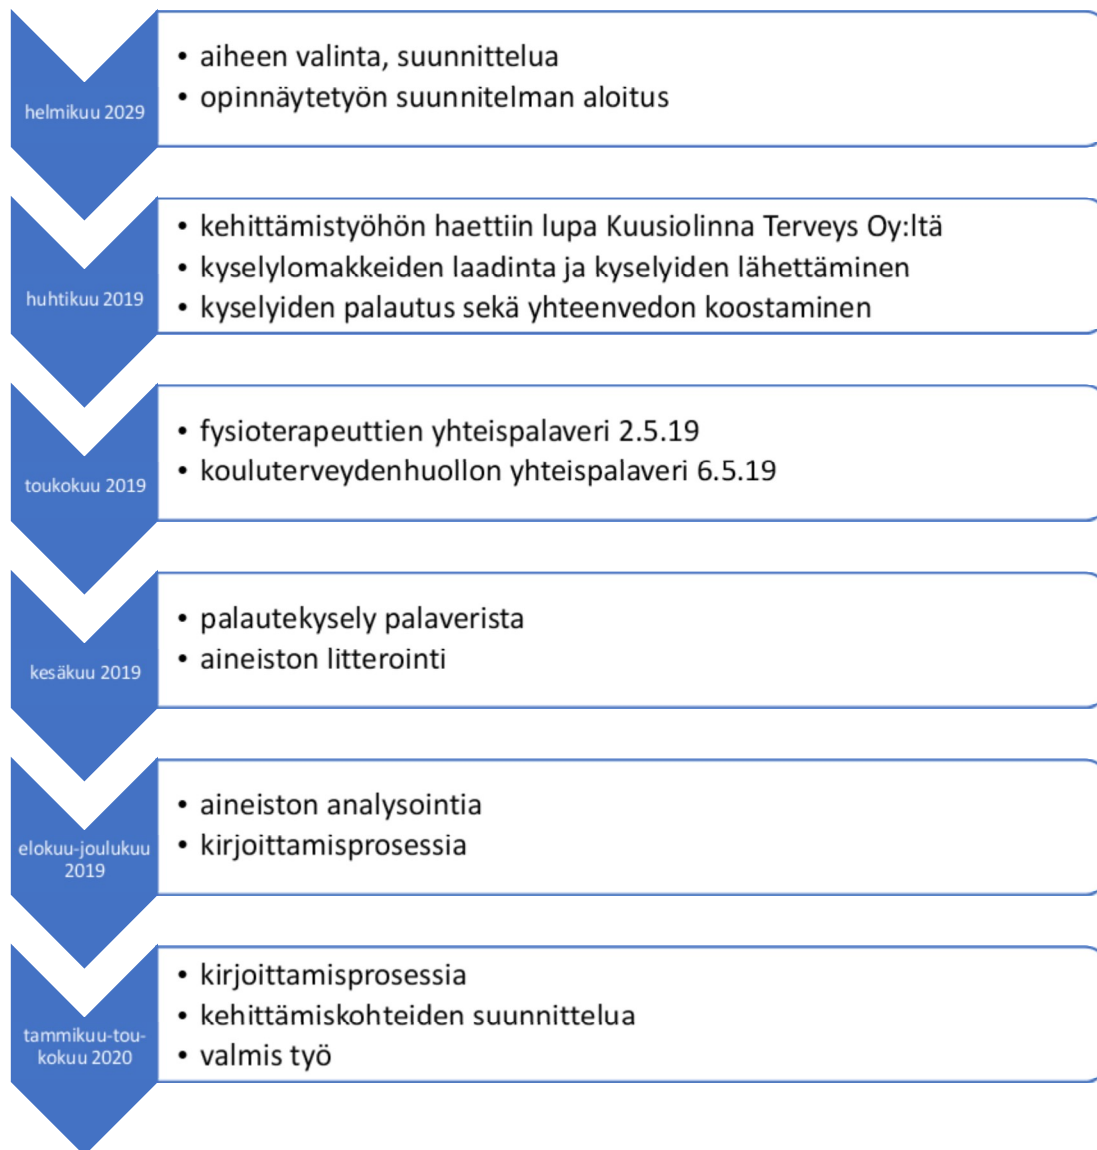 helmikuu 2029
• aiheen valinta, suunnittelua
• opinnäytetyön suunnitelman aloitus
huhtikuu 2019
• kehittämistyöhön haettiin lupa Kuusiolinna Terveys Oy:ltä
• kyselylomakkeiden laadinta ja kyselyiden lähettäminen
• kyselyiden palautus sekä yhteenvedon koostaminen
toukokuu 2019
• fysioterapeuttien yhteispalaveri 2.5.19
• kouluterveydenhuollon yhteispalaveri 6.5.19
kesäkuu 2019
• palautekysely palaverista
• aineiston litterointi
elokuu-joulukuu
2019
• aineiston analysointia
• kirjoittamisprosessia
tammikuu-tou-
kokuu 2020
• kirjoittamisprosessia
• kehittämiskohteiden suunnittelua
• valmis työ